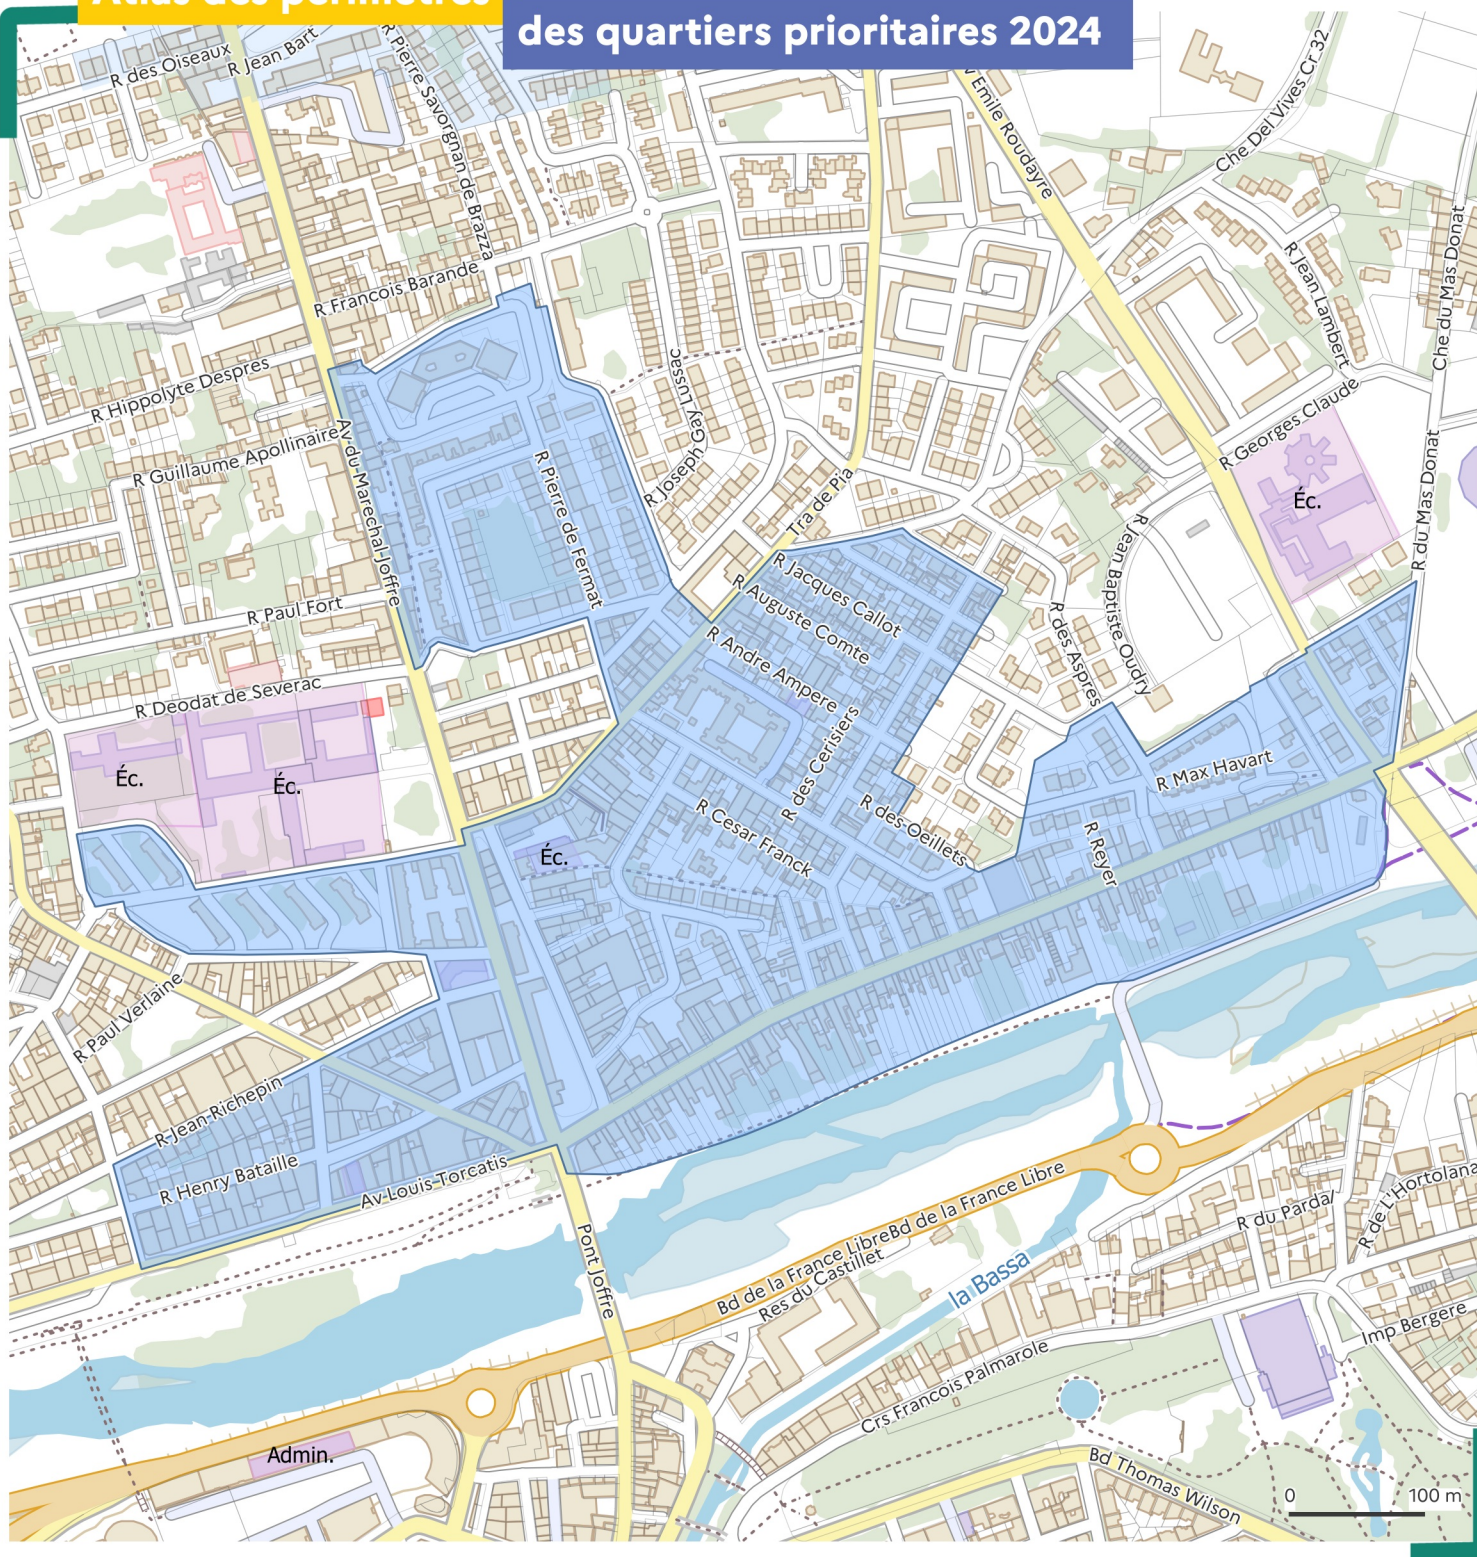 Atlas des périmètres
des quartiers prioritaires 2024
R des Oiseaux
R Jean Bart
R Pierre Savorgnan de Brazza
Emile Roudayre
Che Del Vives Cr 32
R Francois Barande
R Jean Lambert
Che du Mas Donat
R Hippolyte Despres
R Joseph Gay Lussac
R Guillaume Apollinaire
Av du Marechal Joffre
R Pierre de Fermat
Tra de Pia
R Georges Claude
Éc.
R du Mas Donat
R Jean Baptiste Oudry
R Jacques Callot
R Auguste Comte
R Paul Fort
R Andre Ampere
R des Aspres
R Deodat de Severac
Éc.
Éc.
R des Cerisiers
R Max Havart
R Cesar Franck
R des Oeillets
R Reyer
Éc.
R Paul Verlaine
R Jean Richepin
R Henry Bataille
Av Louis Torcatis
Pont Joffre
Bd de la France Libre
Bd de la France Libre
Res du Castillet
la Bassa
R du Parda
R de L'Hortolana
Imp Bergere
Crs Francois Palmarole
Admin.
Bd Thomas Wilson
0 100 m